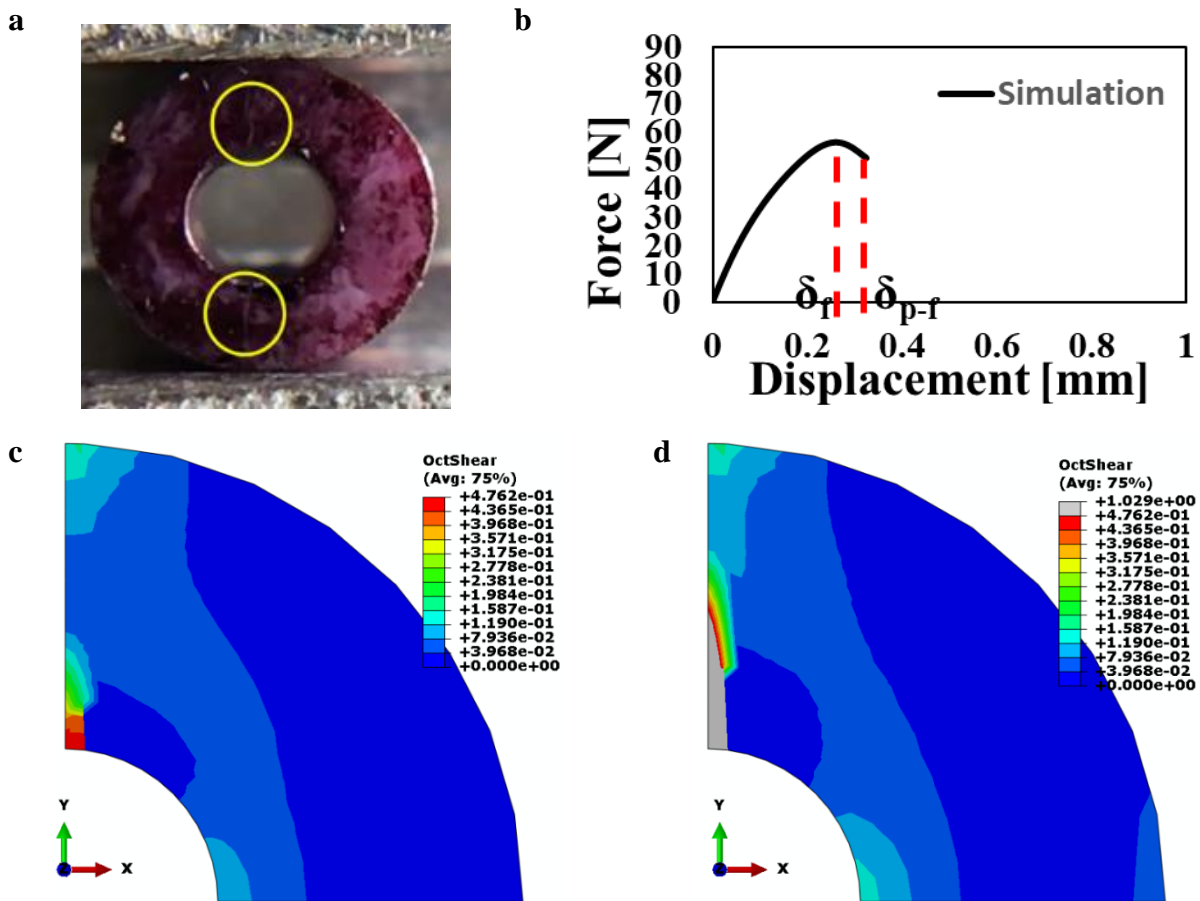 a
b
Force [N]
90
80
70
60
50
40
30
20
10
0
Simulation
δf
δp-f
0 0.2 0.4 0.6 0.8 1
Displacement [mm]
c
OctShear
(Avg: 75%)
+4.762e-01
+4.365e-01
+3.968e-01
+3.571e-01
+3.175e-01
+2.778e-01
+2.381e-01
+1.984e-01
+1.587e-01
+1.190e-01
+7.936e-02
+3.968e-02
+0.000e+00
Y
Z X
d
OctShear
(Avg: 75%)
+1.029e+00
+4.762e-01
+4.365e-01
+3.968e-01
+3.571e-01
+3.175e-01
+2.778e-01
+2.381e-01
+1.984e-01
+1.587e-01
+1.190e-01
+7.936e-02
+3.968e-02
+0.000e+00
Y
Z X